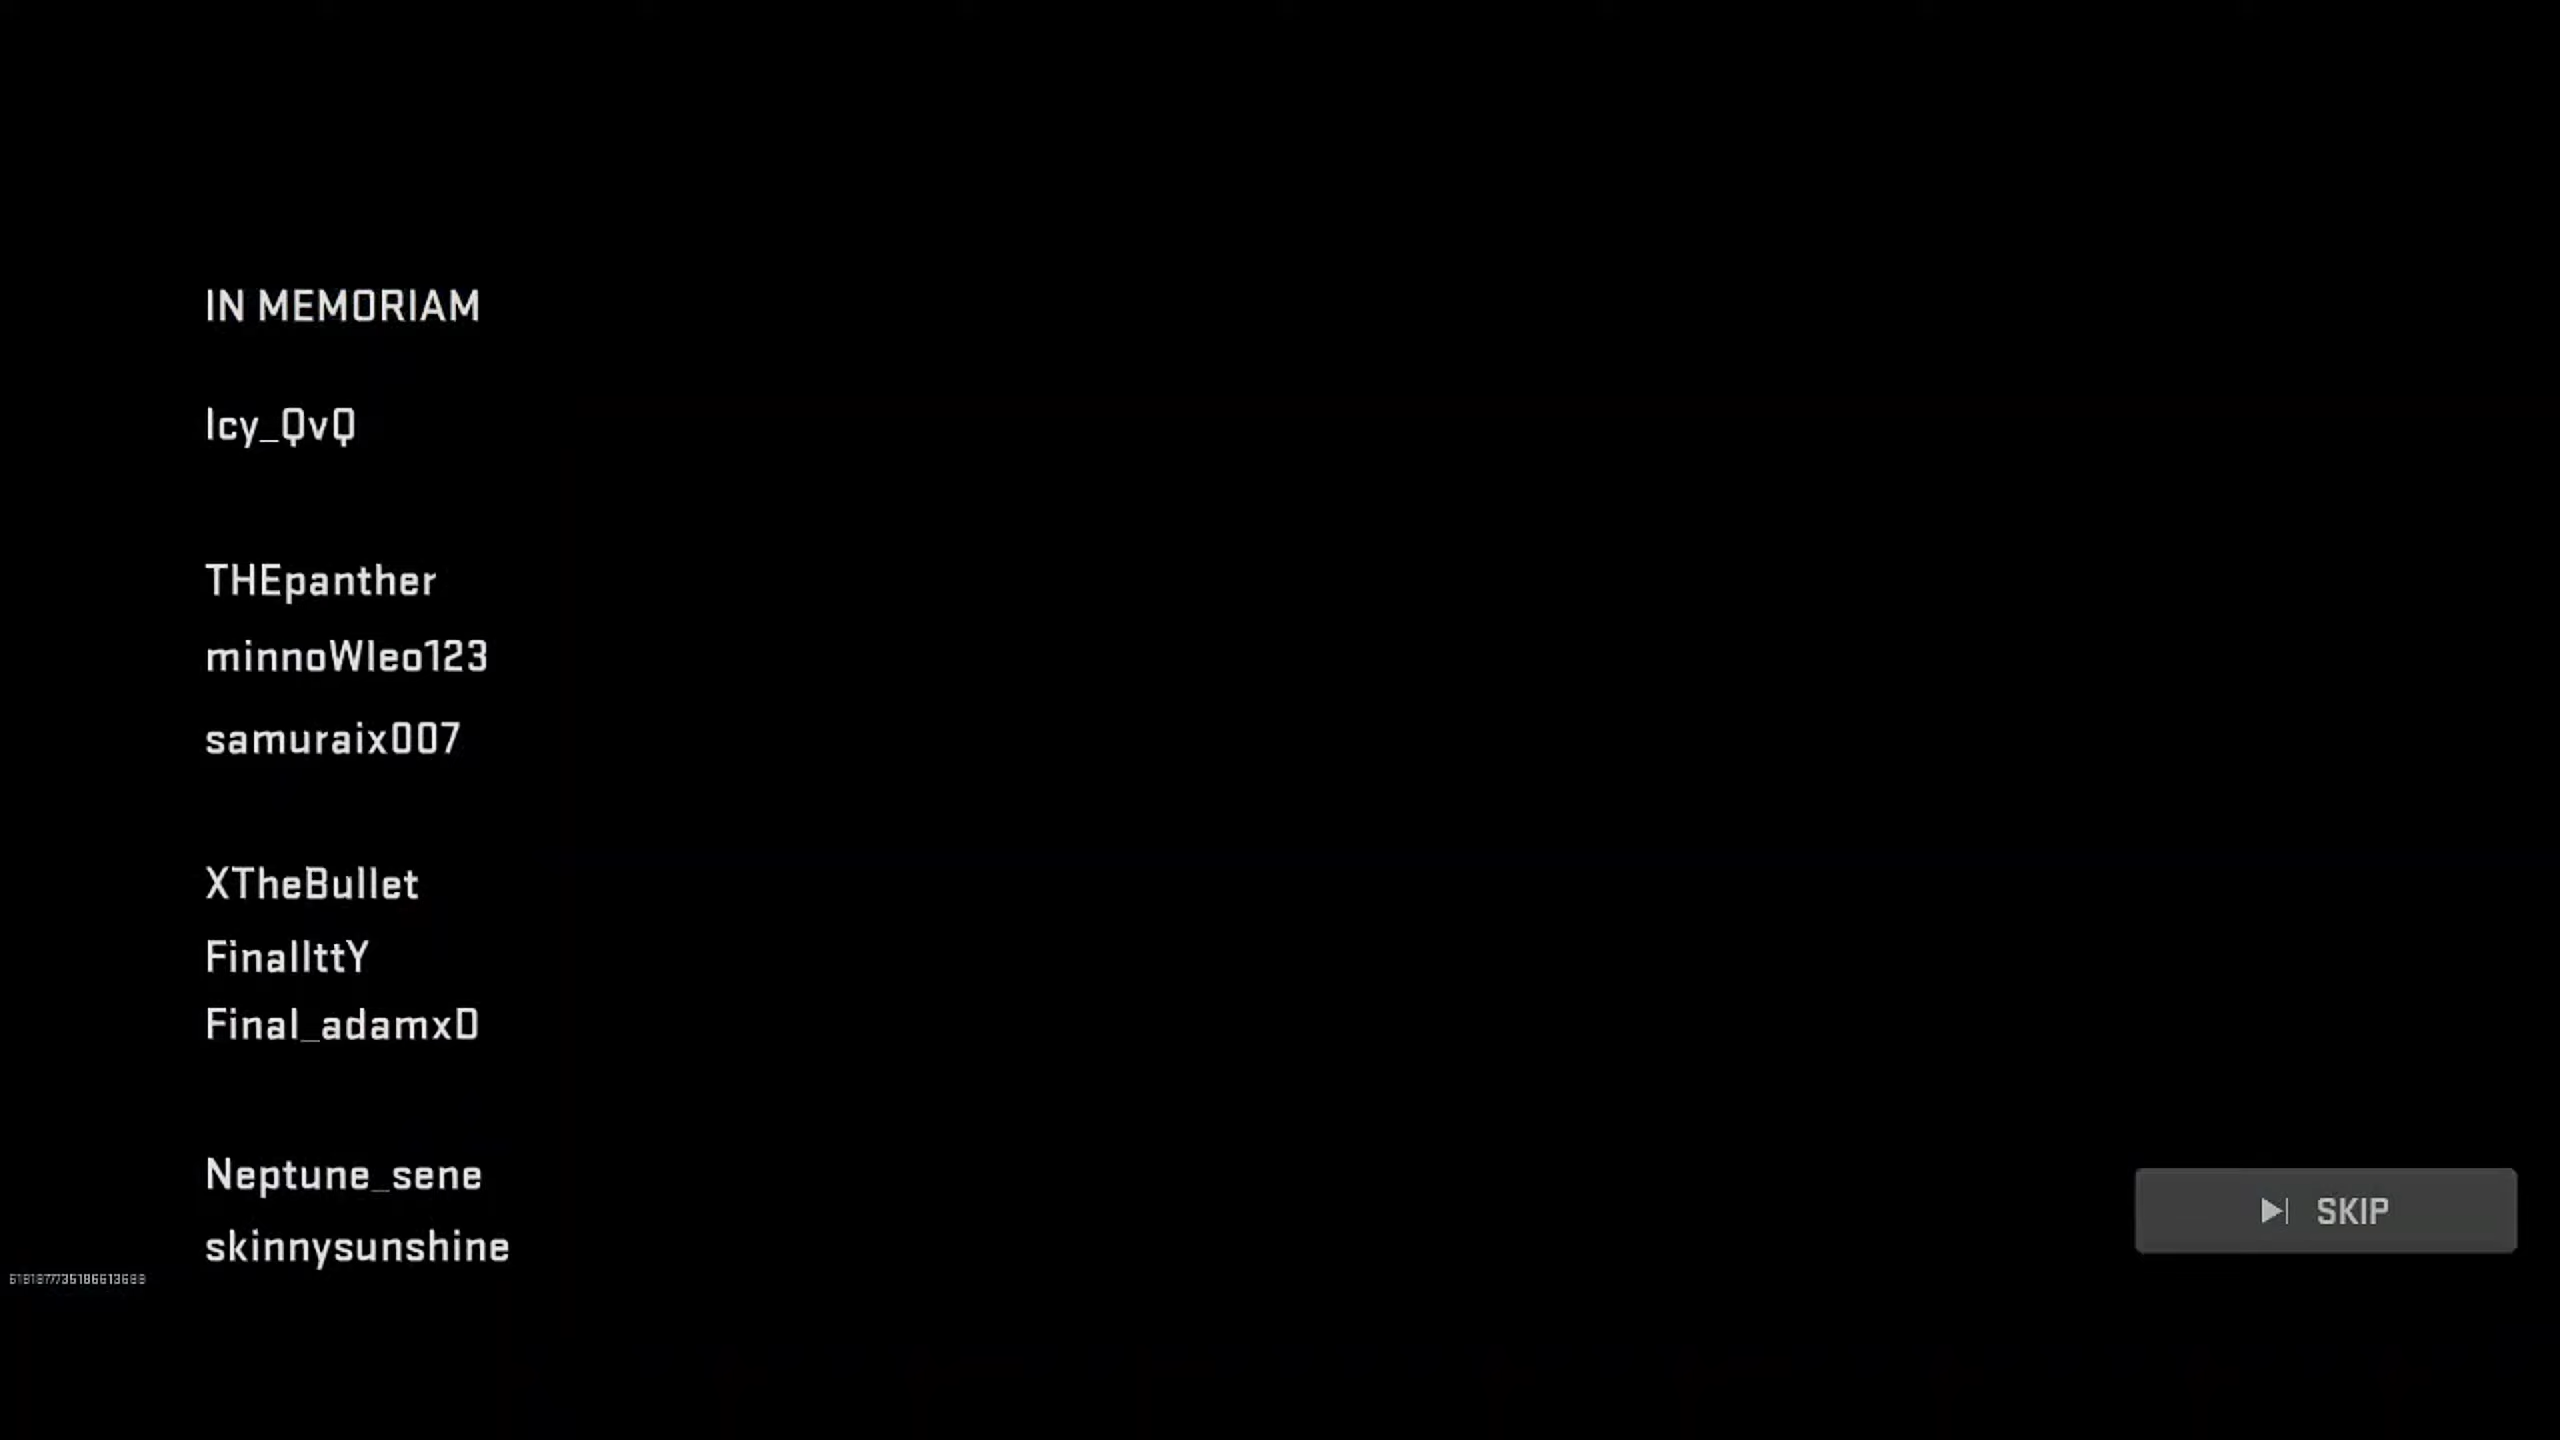 IN MEMORIAM
Icy_QvQ
THEpanther
minnoWleo123
samuraix007
XTheBullet
FinalIttY
Final_adamxD
Neptune_sene
skinnysunshine
SKIP